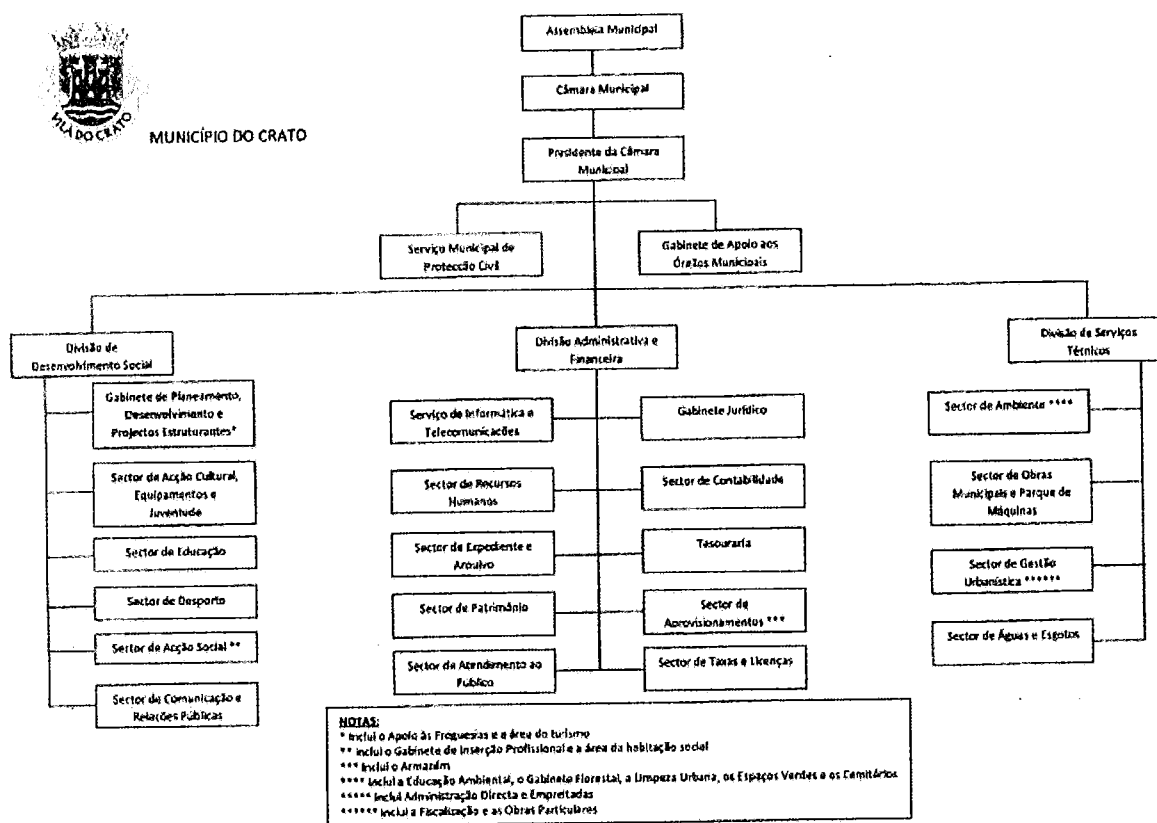 Assembleia Municipal
Câmara Municipal
VILA DO CRATO
MUNICÍPIO DO CRATO
Presidente da Câmara
Municipal
Serviço Municipal de
Protecção Civil
Gabinete de Apoio aos
Órgãos Municipais
Divisão de
Desenvolvimento Social
Gabinete de Planeamento,
Desenvolvimento e
Projectos Estruturantes*
Sector de Acção Cultural,
Equipamentos e
Juventude
Sector de Educação
Sector de Desporto
Sector de Acção Social **
Sector de Comunicação e
Relações Públicas
Divisão Administrativa e
Financeira
Serviço de Informática e
Telecomunicações
Gabinete Jurídico
Sector de Recursos
Humanos
Sector de Contabilidade
Sector de Expediente e
Arquivo
Tesouraria
Sector de Património
Sector de
Aprovisionamentos ***
Sector de Atendimento ao
Público
Sector de Taxas e Licenças
Divisão de Serviços
Técnicos
Sector de Ambiente ****
Sector de Obras
Municipais e Parque de
Máquinas
Sector de Gestão
Urbanística ******
Sector de Águas e Esgotos
NOTAS:
* Inclui o Apoio às Freguesias e a área do turismo
** Inclui o Gabinete de Inserção Profissional e a área da habitação social
*** Inclui o Armazém
**** Inclui a Educação Ambiental, o Gabinete Florestal, a Limpeza Urbana, os Espaços Verdes e os Cemitérios
***** Inclui Administração Directa e Empreitadas
****** Inclui a Fiscalização e as Obras Particulares